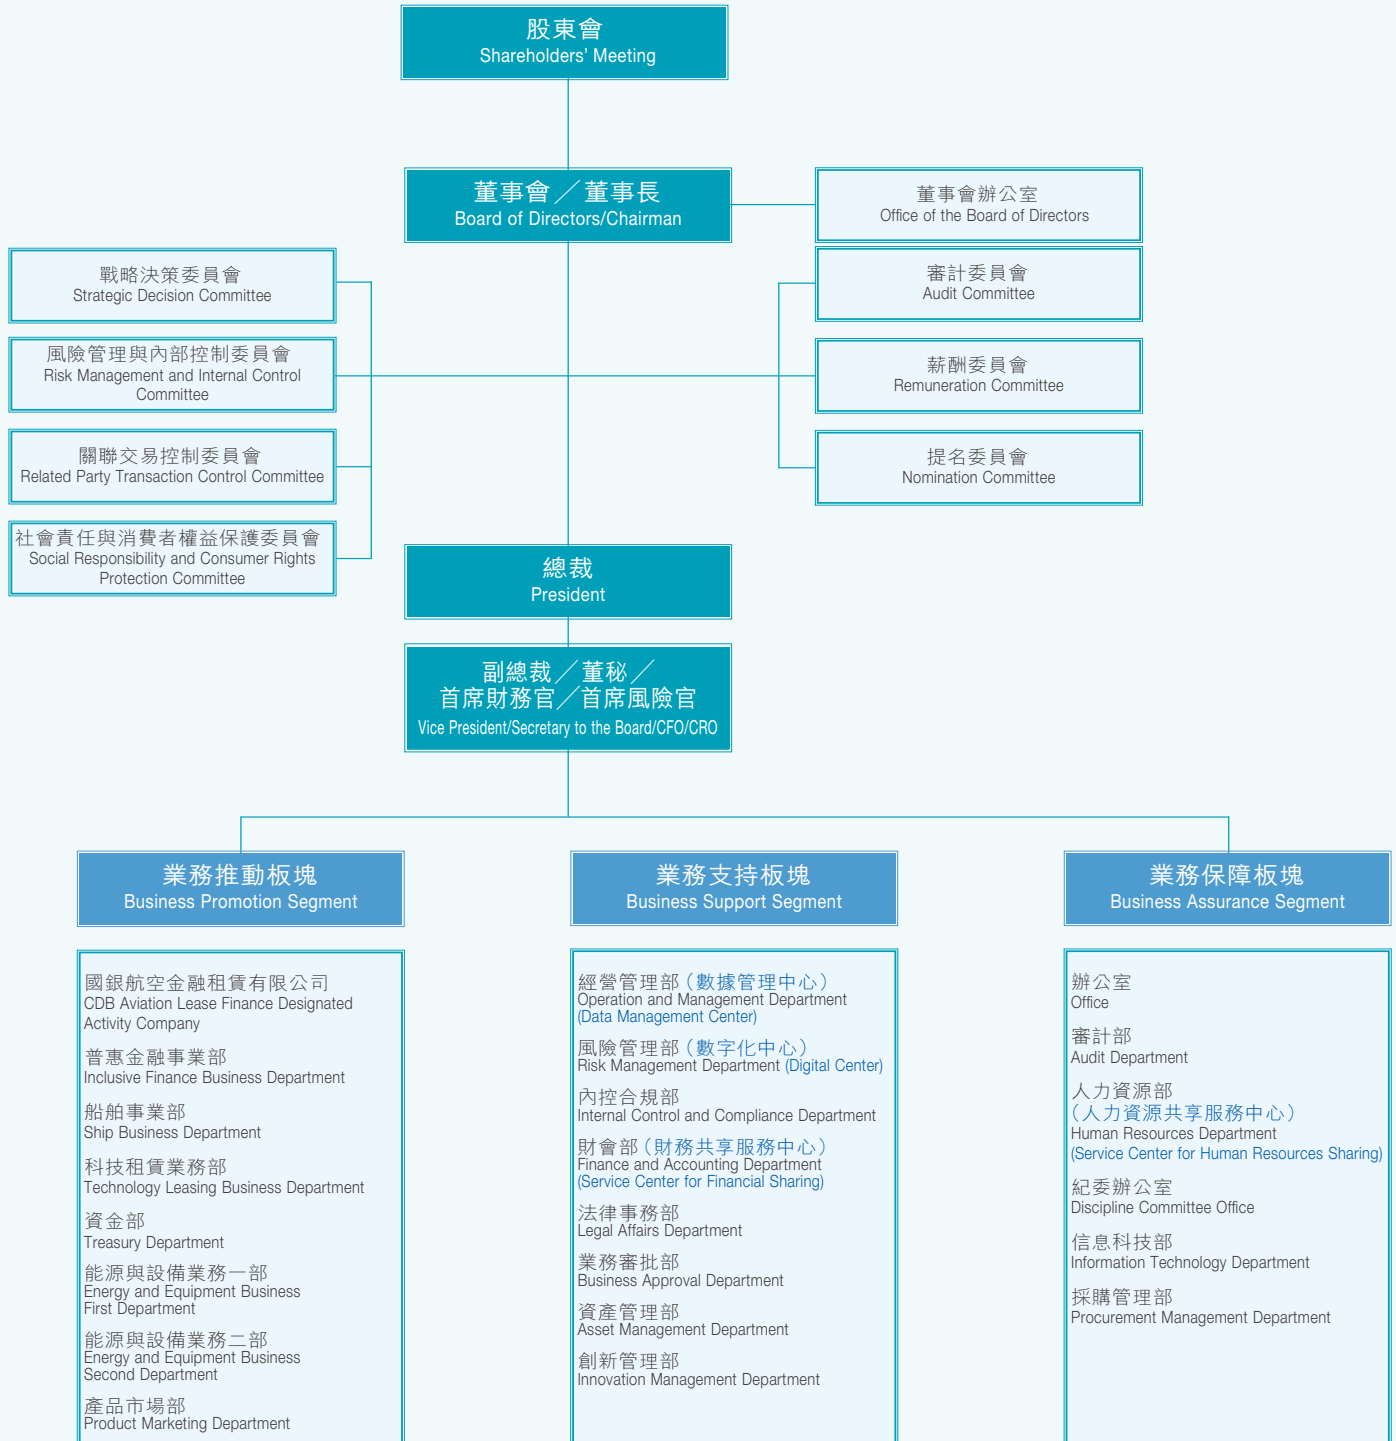 股東會
Shareholders' Meeting
董事會／董事長
Board of Directors/Chairman
董事會辦公室
Office of the Board of Directors
戰略決策委員會
Strategic Decision Committee
風險管理與內部控制委員會
Risk Management and Internal Control
Committee
關聯交易控制委員會
Related Party Transaction Control Committee
社會責任與消費者權益保護委員會
Social Responsibility and Consumer Rights
Protection Committee
審計委員會
Audit Committee
薪酬委員會
Remuneration Committee
提名委員會
Nomination Committee
總裁
President
副總裁／董秘／
首席財務官／首席風險官
Vice President/Secretary to the Board/CFO/CRO
業務推動板塊
Business Promotion Segment
國銀航空金融租賃有限公司
CDB Aviation Lease Finance Designated
Activity Company
普惠金融事業部
Inclusive Finance Business Department
船舶事業部
Ship Business Department
科技租賃業務部
Technology Leasing Business Department
資金部
Treasury Department
能源與設備業務一部
Energy and Equipment Business
First Department
能源與設備業務二部
Energy and Equipment Business
Second Department
產品市場部
Product Marketing Department
業務支持板塊
Business Support Segment
經營管理部（數據管理中心）
Operation and Management Department
(Data Management Center)
風險管理部（數字化中心）
Risk Management Department (Digital Center)
內控合規部
Internal Control and Compliance Department
財會部（財務共享服務中心）
Finance and Accounting Department
(Service Center for Financial Sharing)
法律事務部
Legal Affairs Department
業務審批部
Business Approval Department
資產管理部
Asset Management Department
創新管理部
Innovation Management Department
業務保障板塊
Business Assurance Segment
辦公室
Office
審計部
Audit Department
人力資源部
（人力資源共享服務中心）
Human Resources Department
(Service Center for Human Resources Sharing)
紀委辦公室
Discipline Committee Office
信息科技部
Information Technology Department
採購管理部
Procurement Management Department